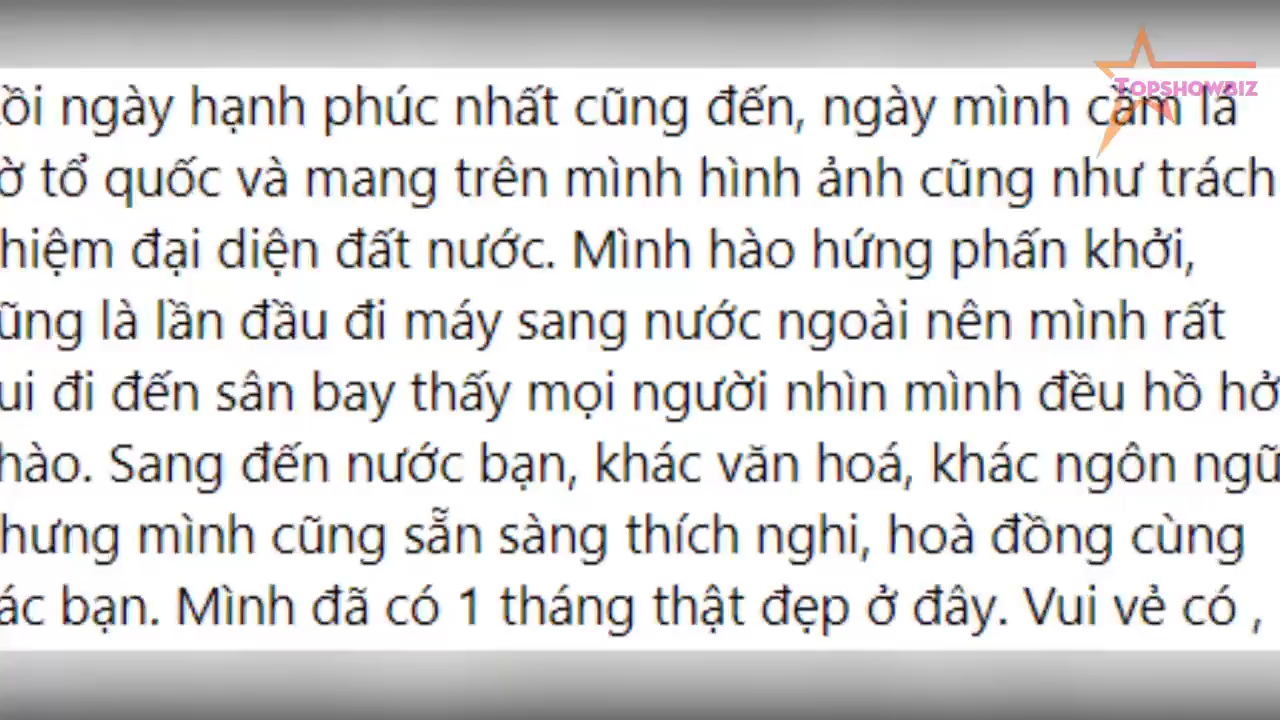 TOPSHOWBIZ
ồi ngày hạnh phúc nhất cũng đến, ngày mình cầm lá
ờ tổ quốc và mang trên mình hình ảnh cũng như trách
hiệm đại diện đất nước. Mình hào hứng phấn khởi,
ũng là lần đầu đi máy sang nước ngoài nên mình rất
ui đi đến sân bay thấy mọi người nhìn mình đều hồ hở
hào. Sang đến nước bạn, khác văn hoá, khác ngôn ngữ
hưng mình cũng sẵn sàng thích nghi, hoà đồng cùng
ác bạn. Mình đã có 1 tháng thật đẹp ở đây. Vui vẻ có ,